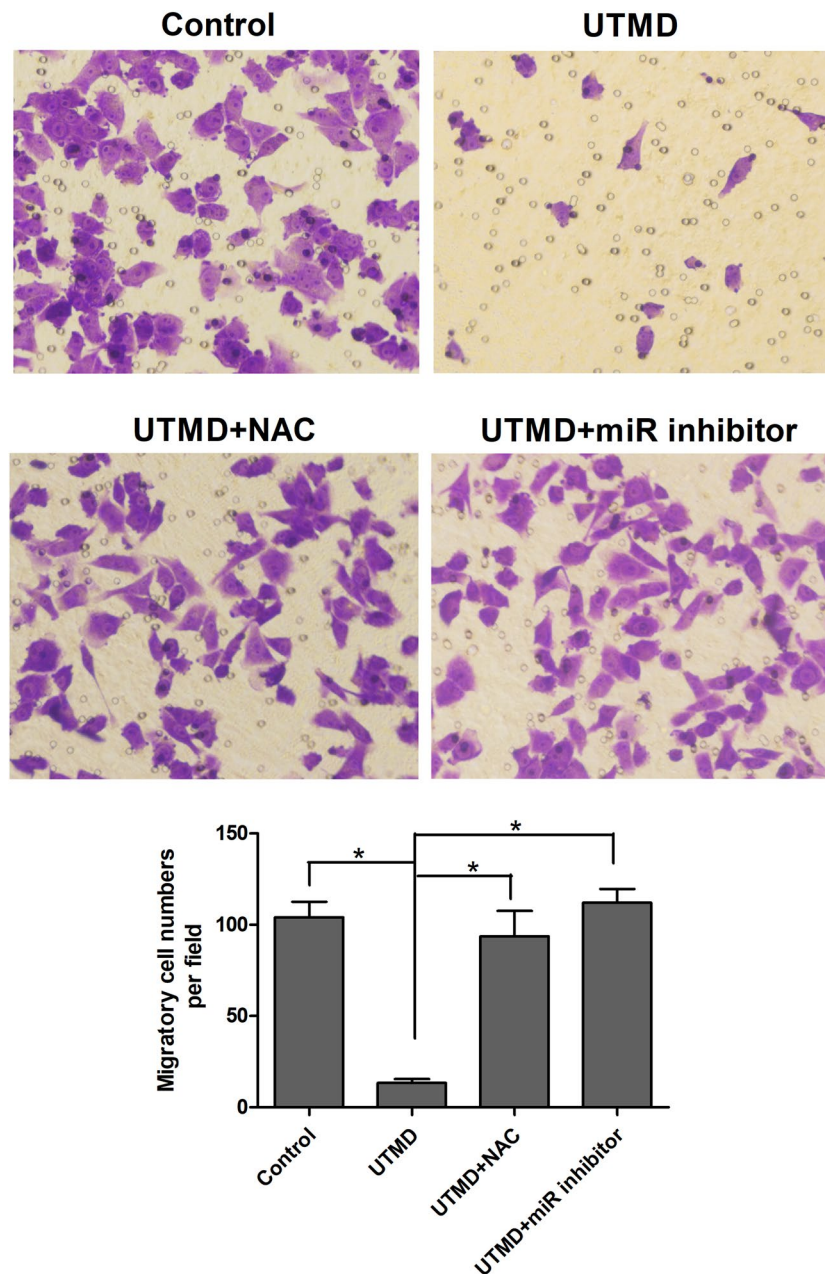 Control
UTMD
UTMD+NAC
UTMD+miR inhibitor
*
*
*
150
100
50
0
Migratory cell numbers
per field
Control
UTMD
UTMD+NAC
UTMD+miR inhibitor